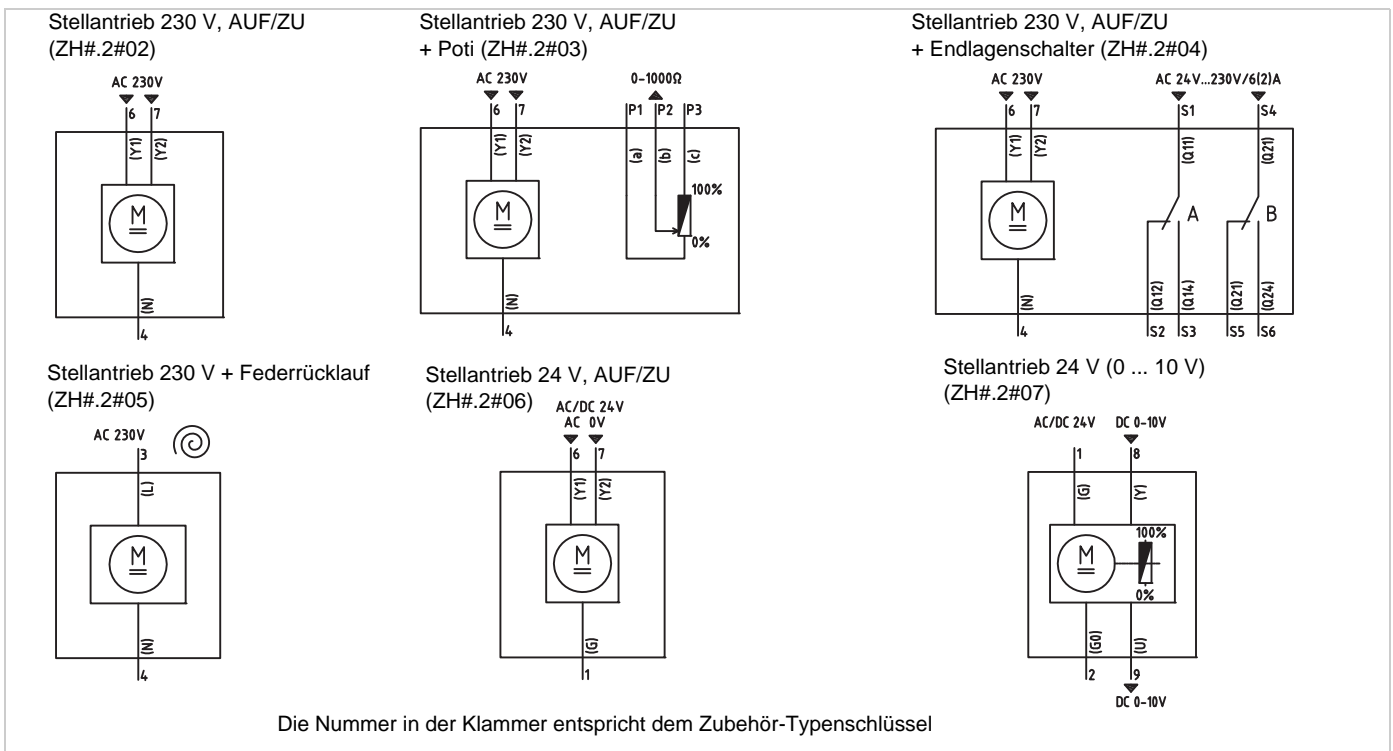 Stellantrieb 230 V, AUF/ZU
(ZH#.2#02)
AC 230V
6 7
(Y1) (Y2)
M
(N)
4
Stellantrieb 230 V, AUF/ZU
+ Poti (ZH#.2#03)
AC 230V 0-1000Ω
6 7 P1 P2 P3
(Y1) (Y2) (a) (b) (c)
100%
M
0%
(N)
4
Stellantrieb 230 V, AUF/ZU
+ Endlagenschalter (ZH#.2#04)
AC 230V AC 24V...230V/6(2)A
6 7 S1 S4
(Y1) (Y2) (Q11) (Q21)
M A B
(N) (Q12) (Q14) (Q21) (Q24)
4 S2 S3 S5 S6
Stellantrieb 230 V + Federrücklauf
(ZH#.2#05)
AC 230V
3
(L)
M
(N)
4
Stellantrieb 24 V, AUF/ZU
(ZH#.2#06)
AC/DC 24V
AC 0V
6 7
(Y1) (Y2)
M
(G)
1
Stellantrieb 24 V (0 ... 10 V)
(ZH#.2#07)
AC/DC 24V DC 0-10V
1 8
(G) (Y)
100%
M
0%
(G0) (U)
2 9
DC 0-10V
Die Nummer in der Klammer entspricht dem Zubehör-Typenschlüssel